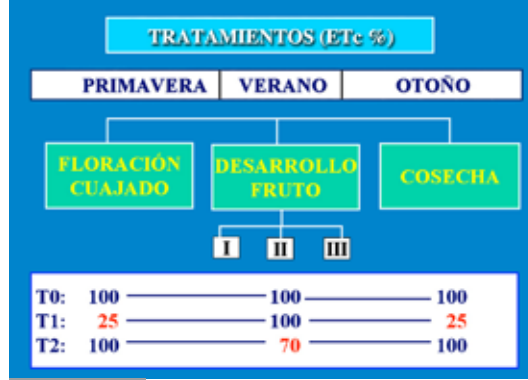 TRATAMIENTOS (ETc %)
PRIMAVERA VERANO OTOÑO
FLORACIÓN CUAJADO
DESARROLLO FRUTO
COSECHA
I II III
T0: 100 100 100
T1: 25 100 25
T2: 100 70 100